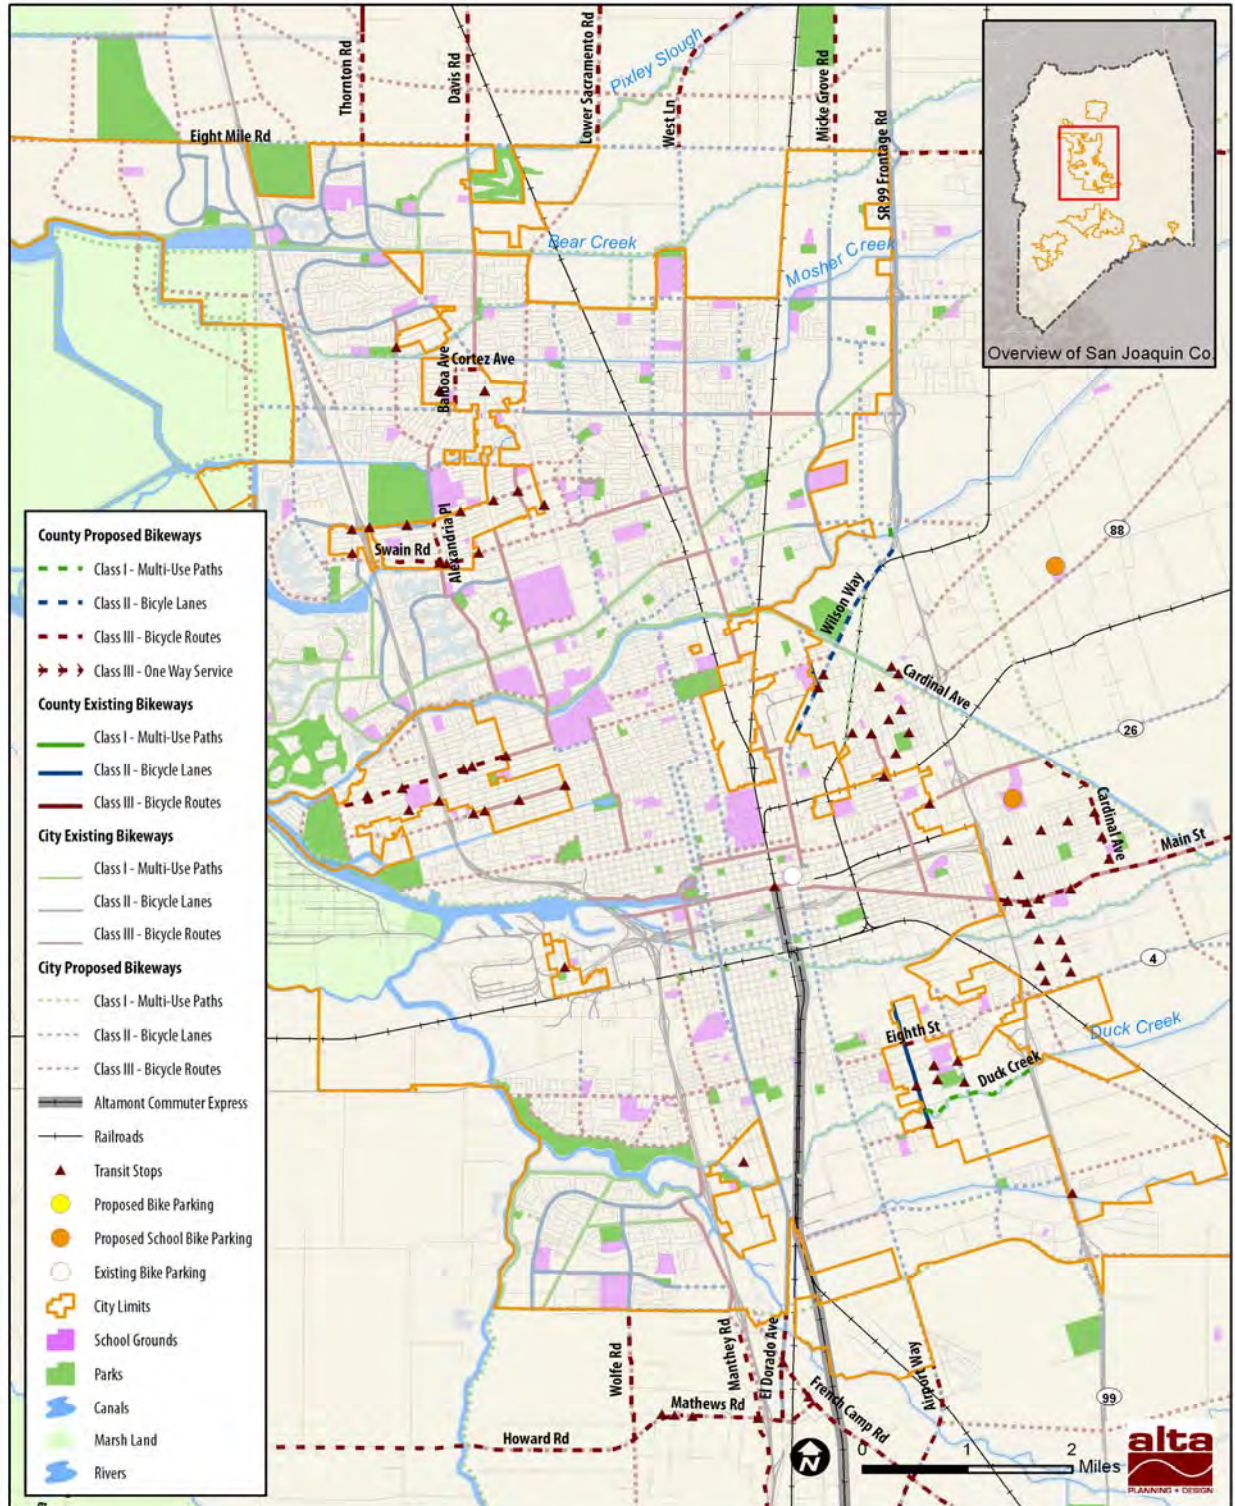 Thornton Rd
Davis Rd
Lower Sacramento Rd
Pixley Slough
West Ln
Micke Grove Rd
SR 99 Frontage Rd
Eight Mile Rd
Bear Creek
Mosher Creek
Overview of San Joaquin Co.
Cortez Ave
Balboa Ave
Alexandria Pl
Swain Rd
88
Wilson Way
Cardinal Ave
26
Cardinal Ave
Main St
4
Eighth St
Duck Creek
Duck Creek
County Proposed Bikeways
Class I - Multi-Use Paths
Class II - Bicyle Lanes
Class III - Bicycle Routes
Class III - One Way Service
County Existing Bikeways
Class I - Multi-Use Paths
Class II - Bicycle Lanes
Class III - Bicycle Routes
City Existing Bikeways
Class I - Multi-Use Paths
Class II - Bicycle Lanes
Class III - Bicycle Routes
City Proposed Bikeways
Class I - Multi-Use Paths
Class II - Bicycle Lanes
Class III - Bicycle Routes
Altamont Commuter Express
Railroads
Transit Stops
Proposed Bike Parking
Proposed School Bike Parking
Existing Bike Parking
City Limits
School Grounds
Parks
Canals
Marsh Land
Rivers
Wolfe Rd
Manthey Rd
El Dorado Ave
Mathews Rd
French Camp Rd
Airport Way
Howard Rd
99
N
0 1 2
Miles
alta
PLANNING + DESIGN